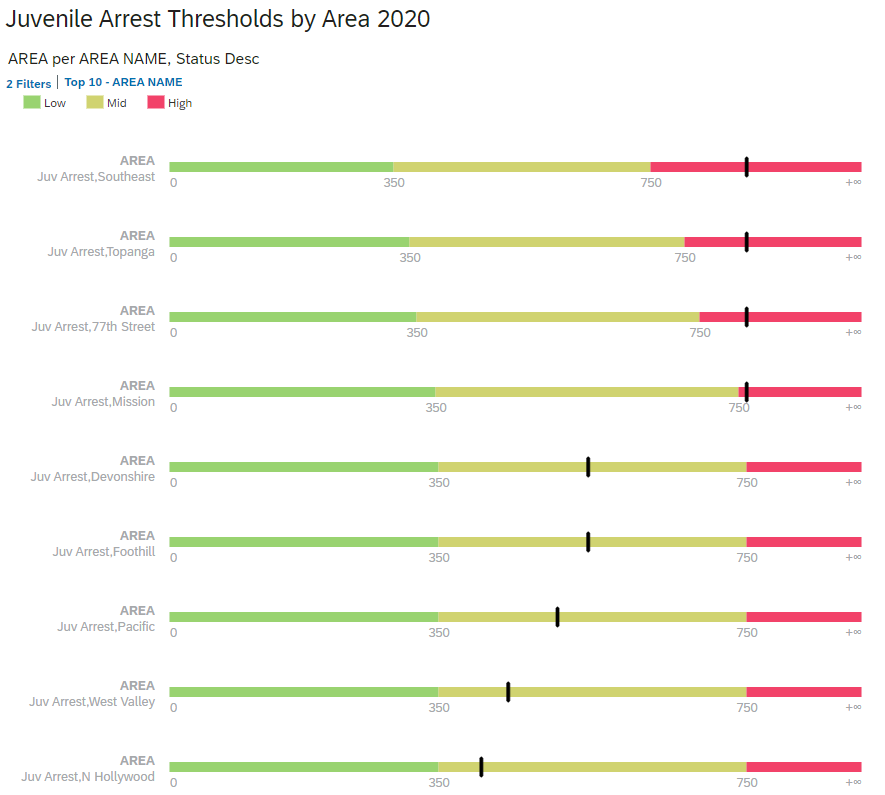 Juvenile Arrest Thresholds by Area 2020
AREA per AREA NAME, Status Desc
2 Filters | Top 10 - AREA NAME
Low Mid High
AREA
Juv Arrest,Southeast
0 350 750 +∞
AREA
Juv Arrest,Topanga
0 350 750 +∞
AREA
Juv Arrest,77th Street
0 350 750 +∞
AREA
Juv Arrest,Mission
0 350 750 +∞
AREA
Juv Arrest,Devonshire
0 350 750 +∞
AREA
Juv Arrest,Foothill
0 350 750 +∞
AREA
Juv Arrest,Pacific
0 350 750 +∞
AREA
Juv Arrest,West Valley
0 350 750 +∞
AREA
Juv Arrest,N Hollywood
0 350 750 +∞